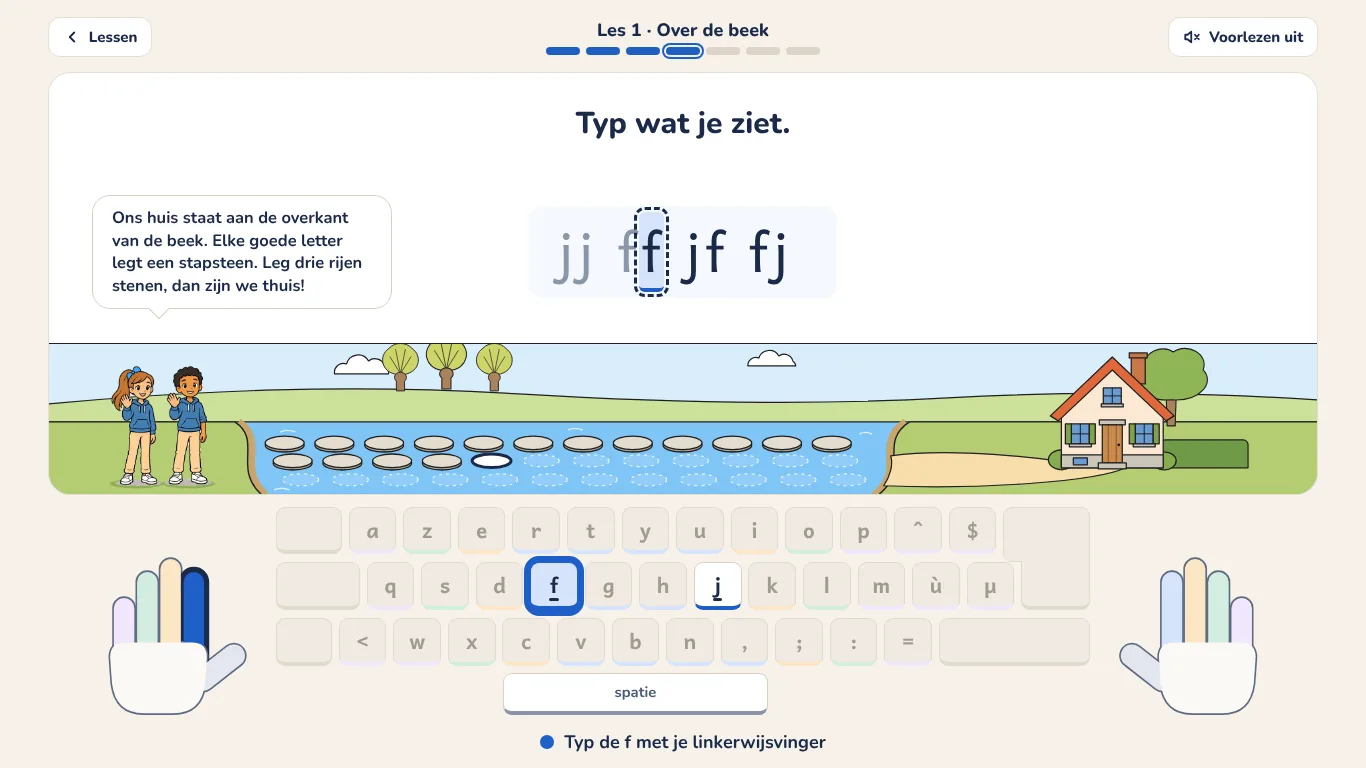 Lessen
Les 1 · Over de beek
Voorlezen uit
Typ wat je ziet.
Ons huis staat aan de overkant
van de beek. Elke goede letter
legt een stapsteen. Leg drie rijen
stenen, dan zijn we thuis!
jj ff jf fj
a z e r t y u i o p ^ $
q s d f g h j k l m ù µ
< w x c v b n , ; : =
spatie
Typ de f met je linkerwijsvinger